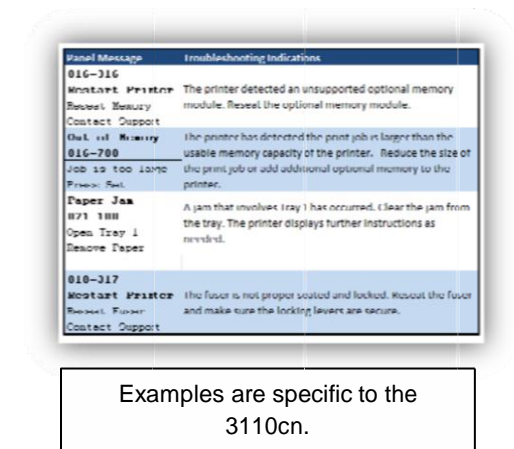 Panel Message Troubleshooting Indications
016-316
Restart Printer The printer detected an unsupported optional memory
Reseat Memory module. Reseat the optional memory module.
Contact Support
Out of Memory The printer has detected the print job is larger than the
016-700 usable memory capacity of the printer. Reduce the size of
Job is too large the print job or add additional optional memory to the
Press Set printer.
Paper Jam A jam that involves Tray 1 has occurred. Clear the jam from
071 100 the tray. The printer displays further instructions as
Open Tray 1 needed.
Remove Paper
010-317
Restart Printer The fuser is not proper seated and locked. Reseat the fuser
Reseat Fuser and make sure the locking levers are secure.
Contact Support
Examples are specific to the
3110cn.